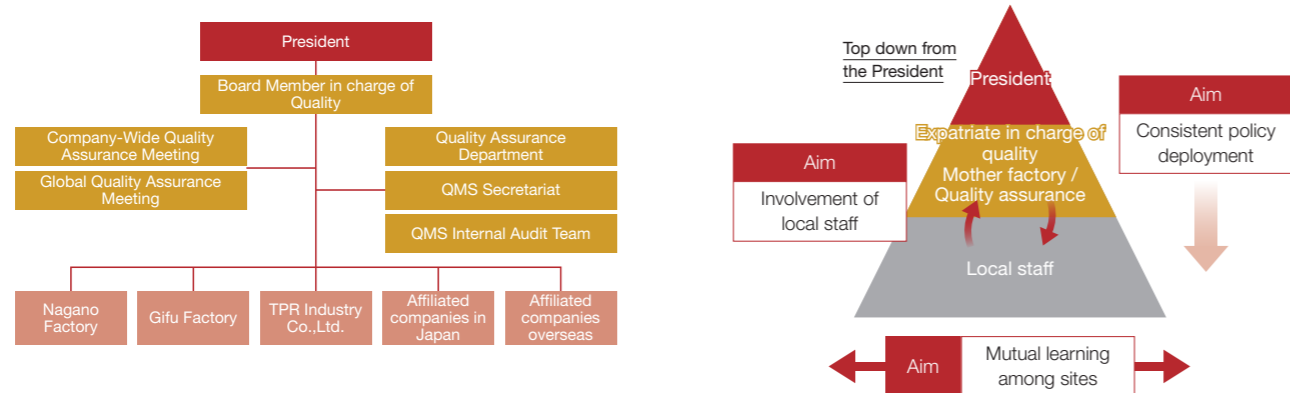 President
Board Member in charge of
Quality
Company-Wide Quality
Assurance Meeting
Global Quality Assurance
Meeting
Quality Assurance
Department
QMS Secretariat
QMS Internal Audit Team
Nagano
Factory
Gifu Factory
TPR Industry
Co.,Ltd.
Affiliated
companies in
Japan
Affiliated
companies
overseas
Top down from
the President
President
Expatriate in charge of
quality
Mother factory /
Quality assurance
Local staff
Aim
Involvement of
local staff
Aim
Consistent policy
deployment
Aim
Mutual learning
among sites